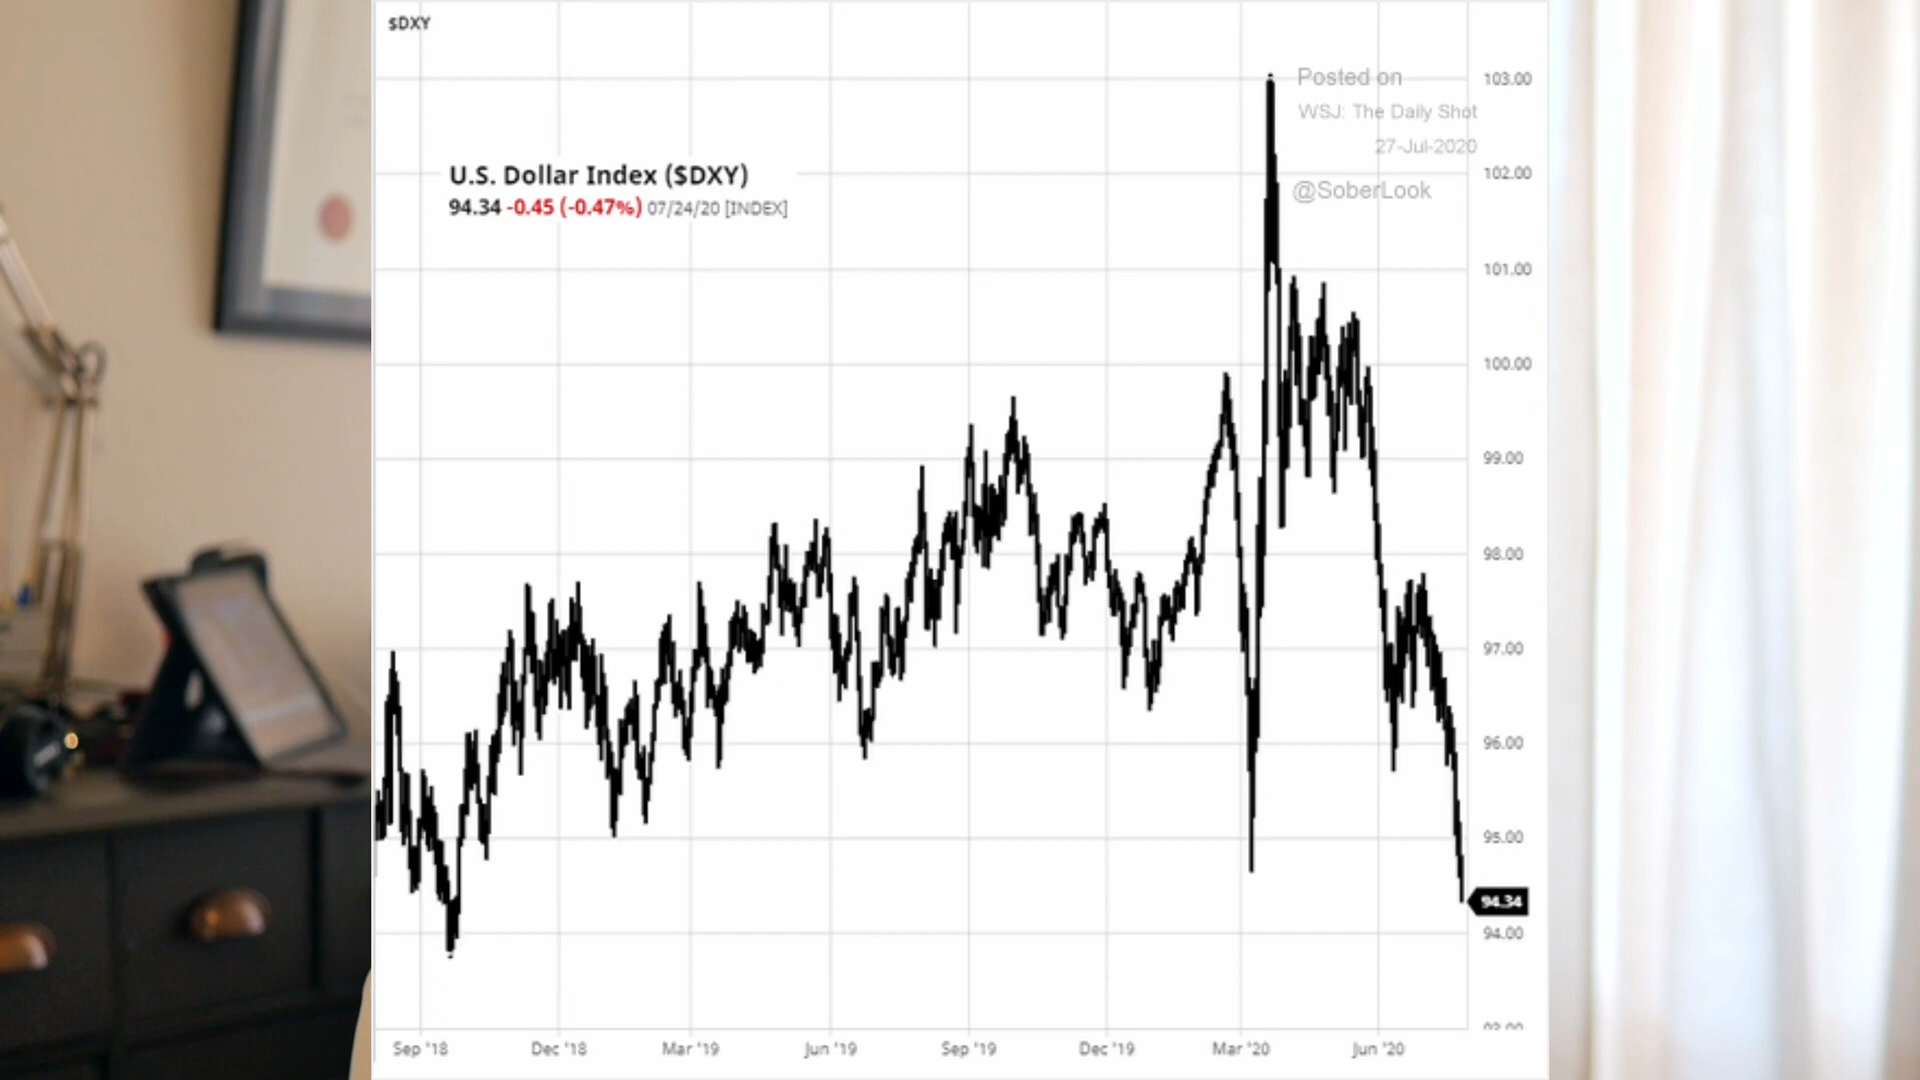 $DXY
Posted on
WSJ: The Daily Shot
27-Jul-2020
@SoberLook
U.S. Dollar Index ($DXY)
94.34 -0.45 (-0.47%) 07/24/20 [INDEX]
103.00
102.00
101.00
100.00
99.00
98.00
97.00
96.00
95.00
94.34
94.00
Sep '18
Dec '18
Mar '19
Jun '19
Sep '19
Dec '19
Mar '20
Jun '20